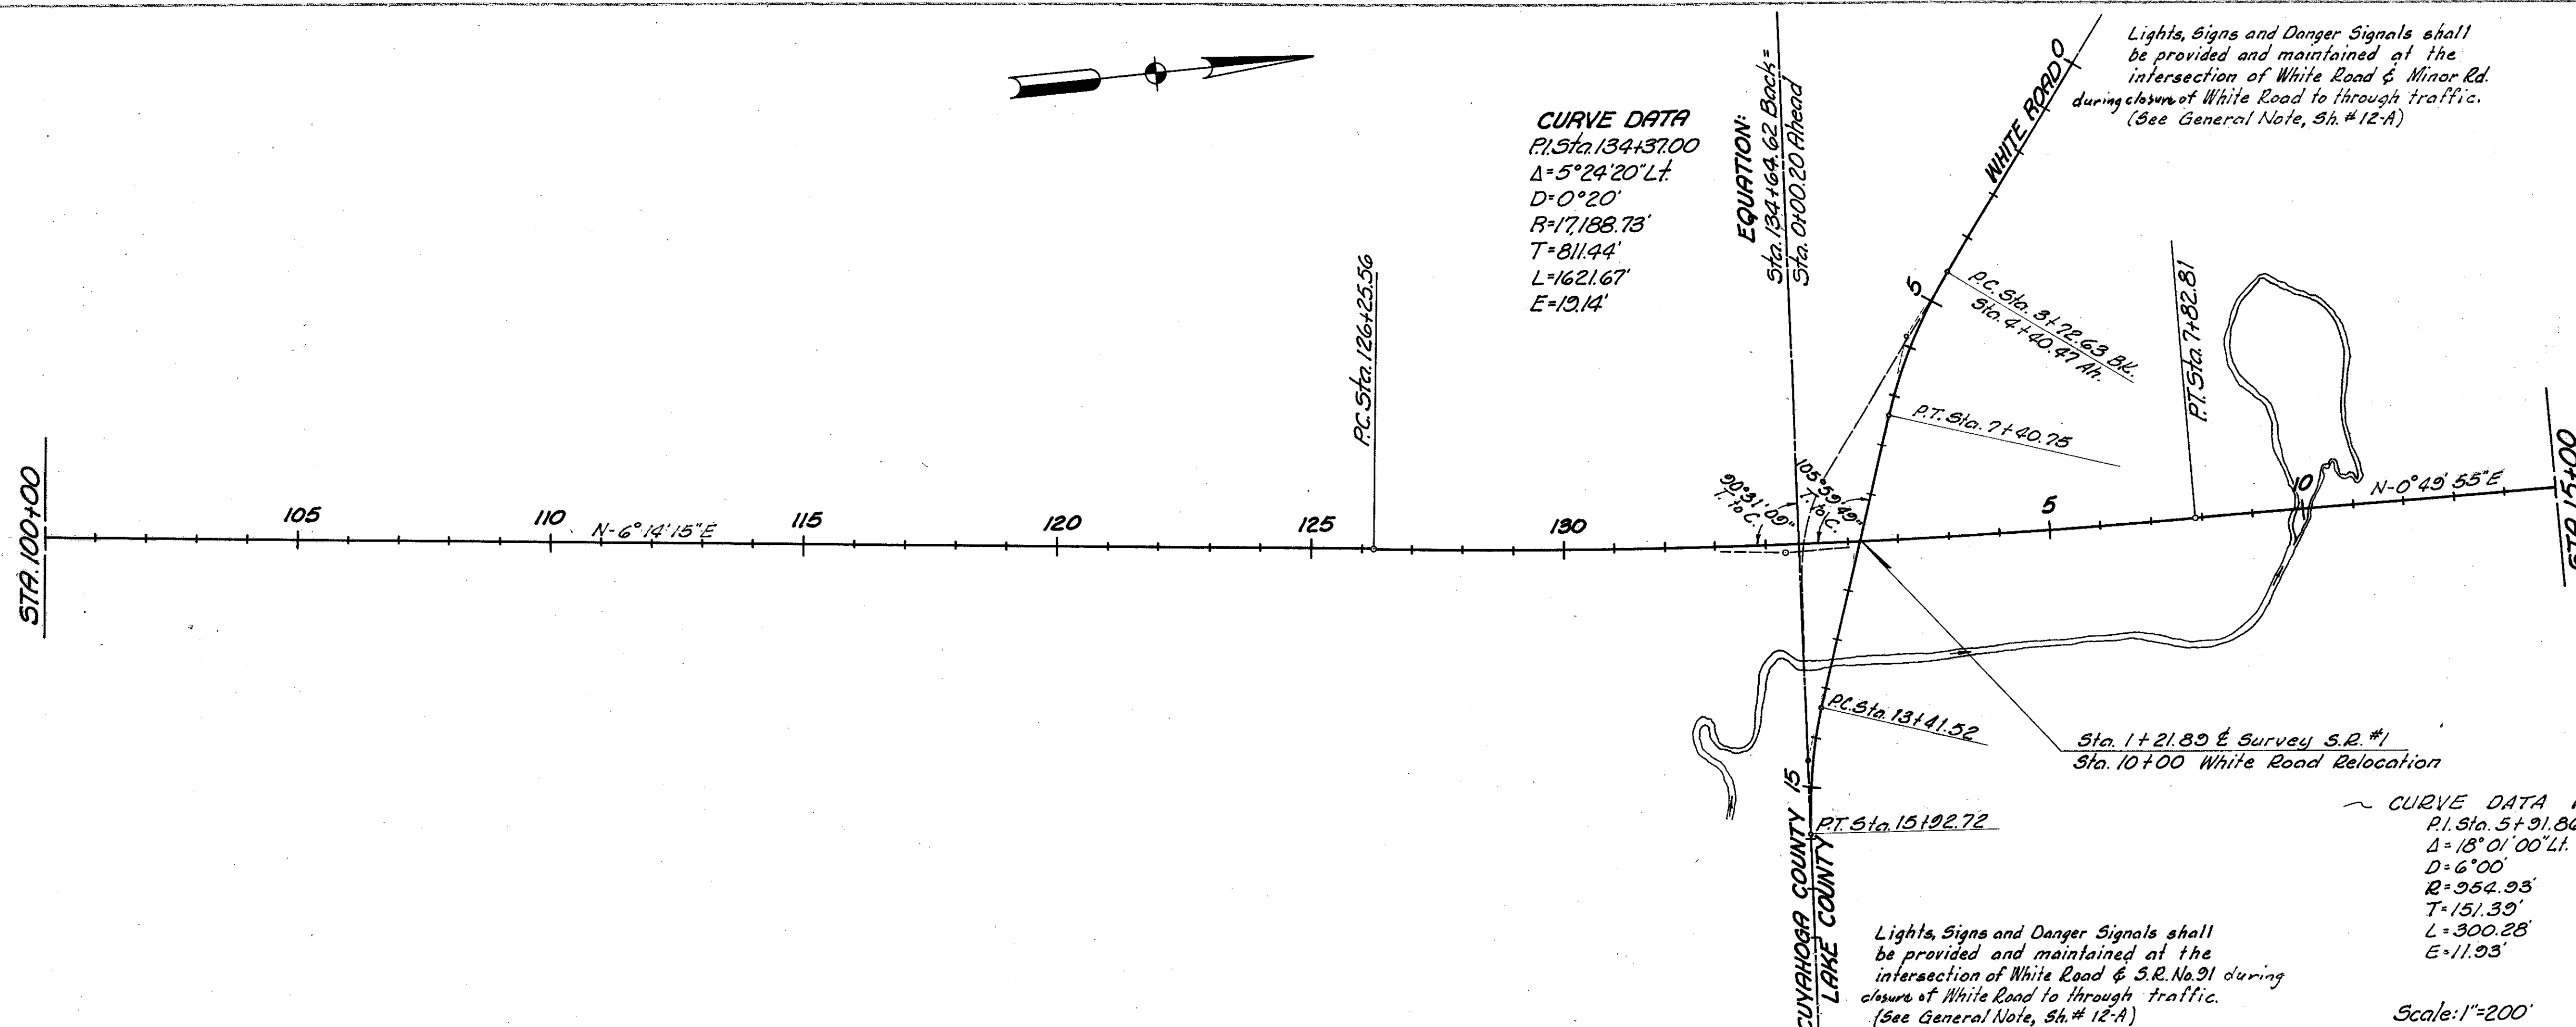 Lights, Signs and Danger Signals shall
be provided and maintained at the
intersection of White Road & Minor Rd.
during closure of White Road to through traffic.
(See General Note, Sh. # 12-A)
CURVE DATA
P.I. Sta. 134+37.00
Δ=5°24'20" Lt.
D=0°20'
R=17,188.73'
T=811.44'
L=1621.67'
E=19.14'
EQUATION:
Sta. 134+64.62 Back=
Sta. 0+00.20 Ahead
WHITE ROAD
0
5
P.C. Sta. 3+72.63 BK.
Sta. 4+40.47 Ah.
P.T. Sta. 7+40.75
P.C. Sta. 126+25.56
P.T. Sta. 7+82.81
90°31'09"
T. to C.
105°59'49"
T. to C.
STA. 100+00
105
110
N-6°14'15"E
115
120
125
130
5
10
N-0°49'55"E
STA. 15+00
P.C. Sta. 13+41.52
Sta. 1+21.89 ₵ Survey S.R. #1
Sta. 10+00 White Road Relocation
15
P.T. Sta. 15+92.72
CUYAHOGA COUNTY
LAKE COUNTY
CURVE DATA
P.I. Sta. 5+91.86
Δ=18°01'00" Lt.
D=6°00'
R=954.93'
T=151.39'
L=300.28'
E=11.93'
Lights, Signs and Danger Signals shall
be provided and maintained at the
intersection of White Road & S.R. No. 91 during
closure of White Road to through traffic.
(See General Note, Sh. # 12-A)
Scale: 1"=200'